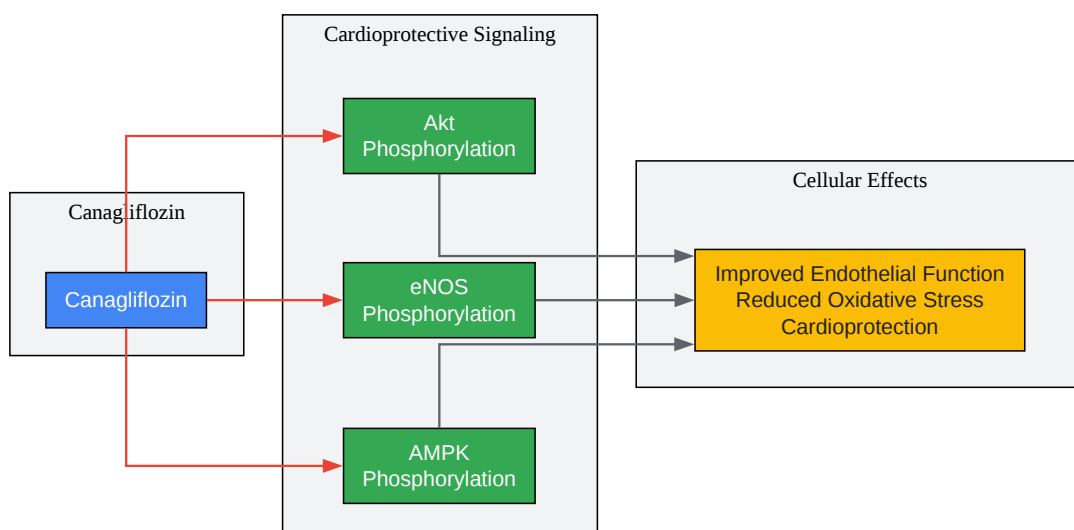 Canagliflozin
Canagliflozin
Cardioprotective Signaling
Akt
Phosphorylation
eNOS
Phosphorylation
AMPK
Phosphorylation
Cellular Effects
Improved Endothelial Function
Reduced Oxidative Stress
Cardioprotection